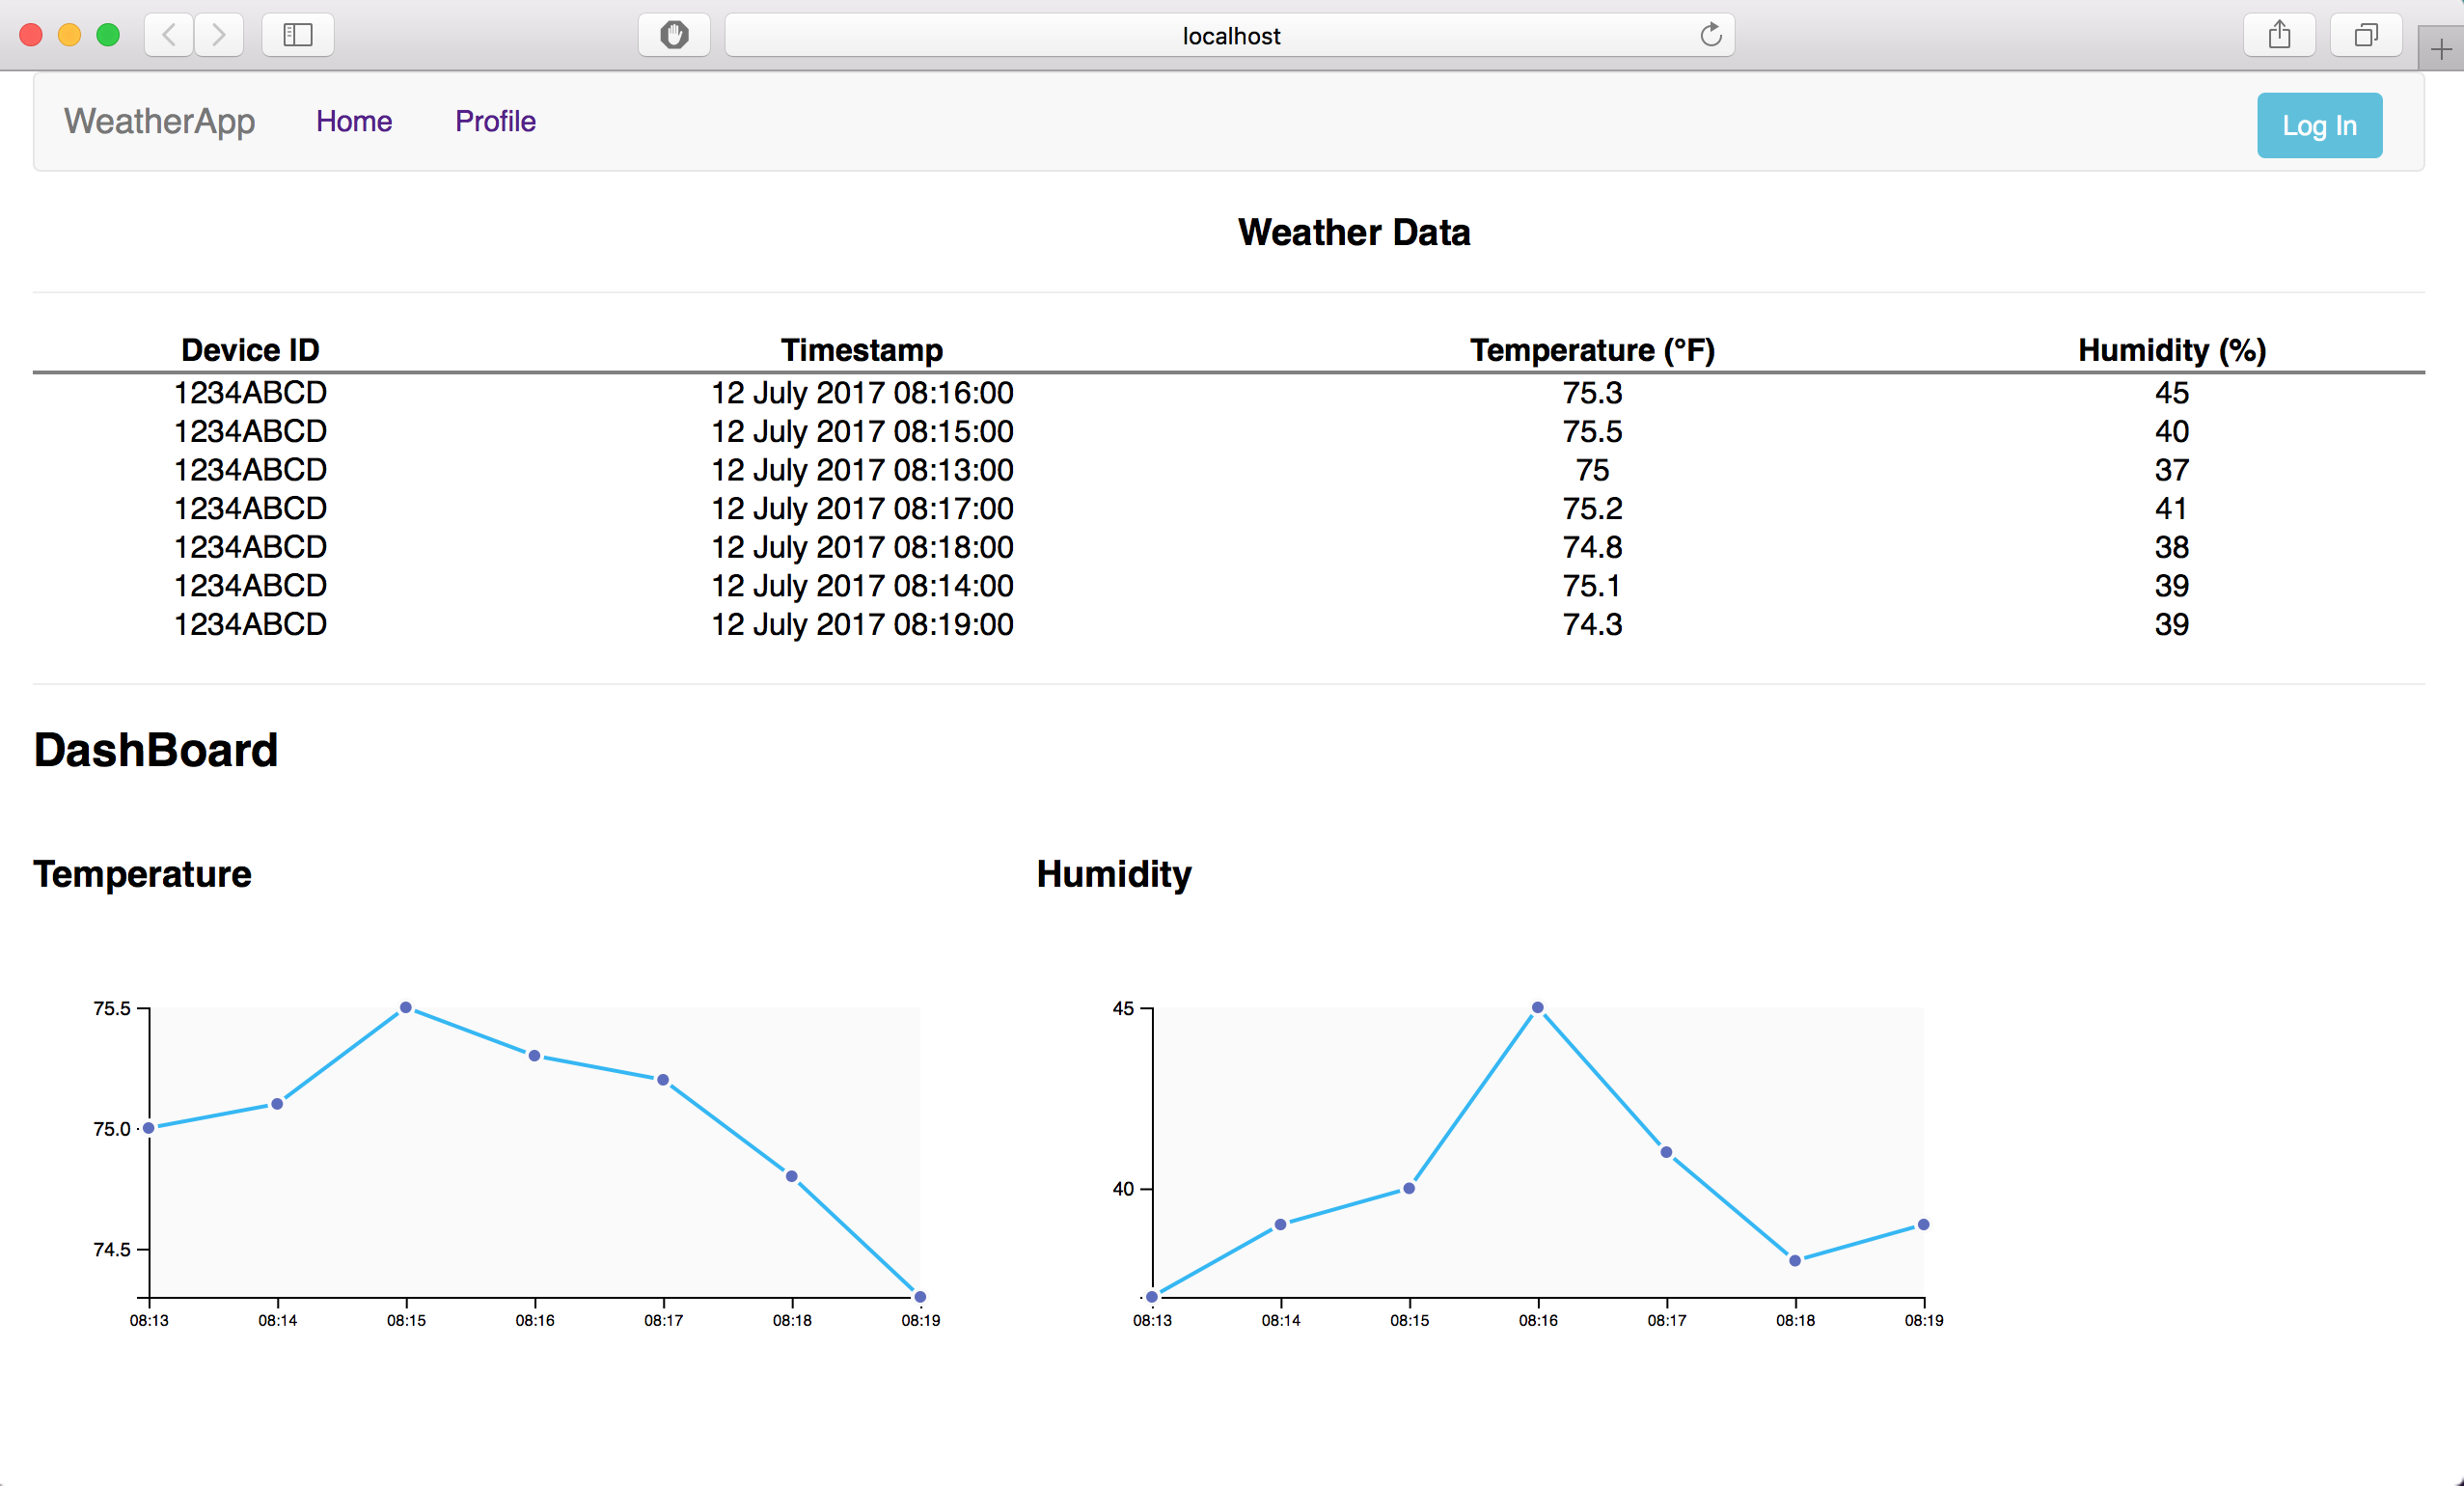 localhost
WeatherApp Home Profile Log In
Weather Data
Device ID Timestamp Temperature (°F) Humidity (%)
1234ABCD 12 July 2017 08:16:00 75.3 45
1234ABCD 12 July 2017 08:15:00 75.5 40
1234ABCD 12 July 2017 08:13:00 75 37
1234ABCD 12 July 2017 08:17:00 75.2 41
1234ABCD 12 July 2017 08:18:00 74.8 38
1234ABCD 12 July 2017 08:14:00 75.1 39
1234ABCD 12 July 2017 08:19:00 74.3 39
DashBoard
Temperature
75.5
75.0
74.5
08:13 08:14 08:15 08:16 08:17 08:18 08:19
Humidity
45
40
08:13 08:14 08:15 08:16 08:17 08:18 08:19